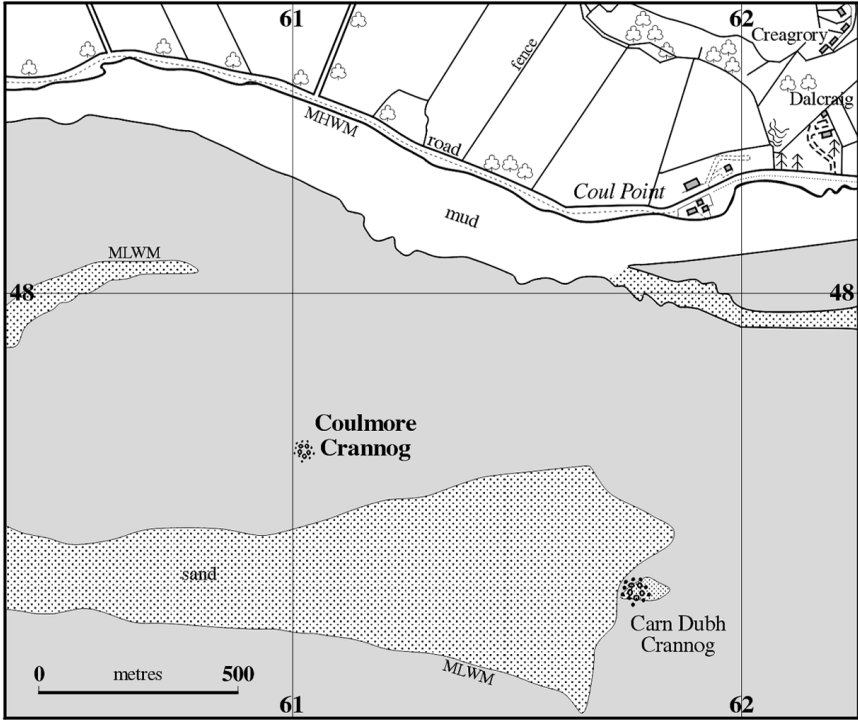 61
62
Creagrory
fence
Dalcraig
MHWM
road
Coul Point
mud
MLWM
48
48
Coulmore
Crannog
sand
Carn Dubh
Crannog
MLWM
0 metres 500
61
62